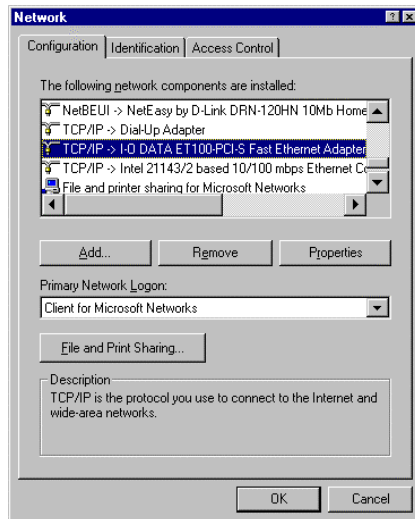 Network
Configuration Identification Access Control
The following network components are installed:
NetBEUI -> NetEasy by D-Link DRN-120HN 10Mb Home
TCP/IP -> Dial-Up Adapter
TCP/IP -> I-O DATA ET100-PCI-S Fast Ethernet Adapter
TCP/IP -> Intel 21143/2 based 10/100 mbps Ethernet Co
File and printer sharing for Microsoft Networks
Add... Remove Properties
Primary Network Logon:
Client for Microsoft Networks
File and Print Sharing...
Description
TCP/IP is the protocol you use to connect to the Internet and
wide-area networks.
OK Cancel